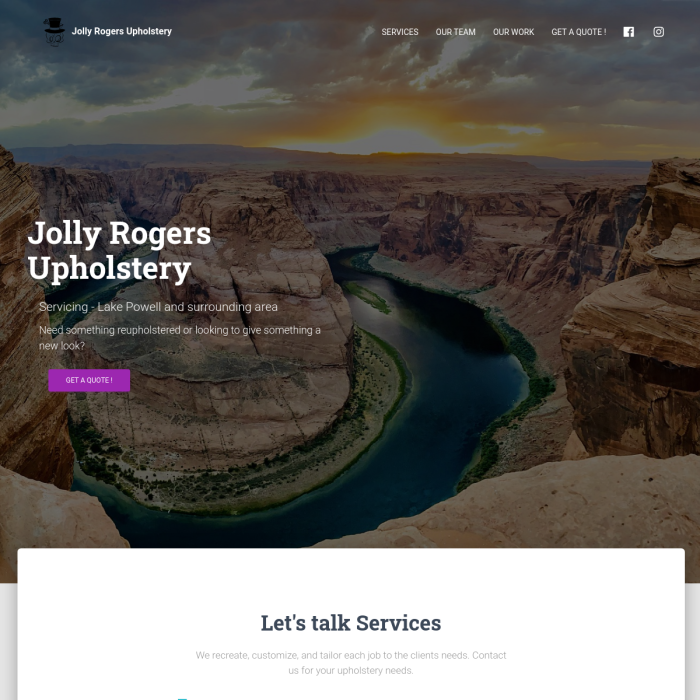 Jolly Rogers Upholstery
SERVICES
OUR TEAM
OUR WORK
GET A QUOTE !
Jolly Rogers
Upholstery
Servicing - Lake Powell and surrounding area
Need something reupholstered or looking to give something a
new look?
GET A QUOTE !
Let's talk Services
We recreate, customize, and tailor each job to the clients needs. Contact
us for your upholstery needs.